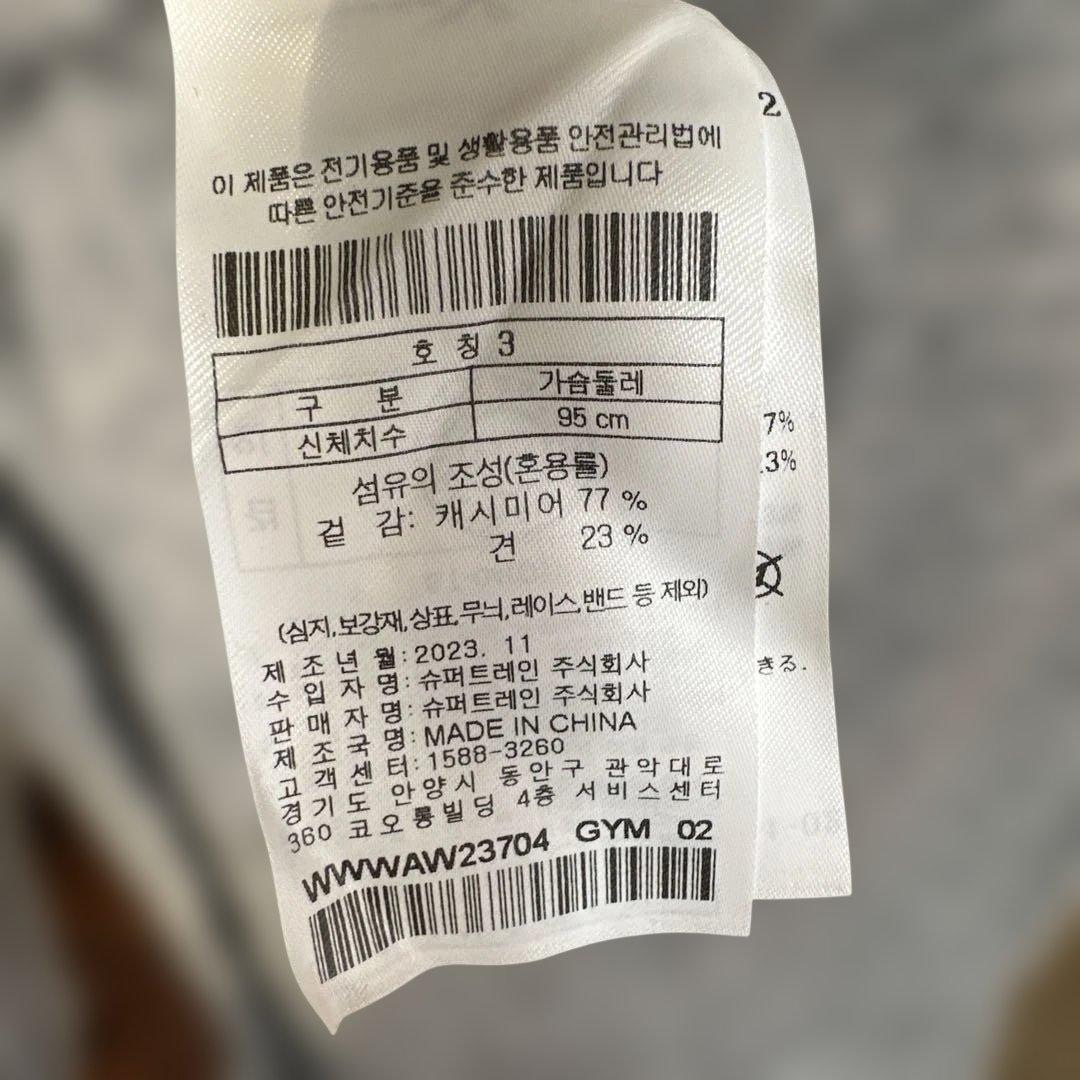 이 제품은 전기용품 및 생활용품 안전관리법에
따른 안전기준을 준수한 제품입니다
호 칭 3
구 분 가슴둘레
신체치수 95 cm
섬유의 조성(혼용률)
겉 감: 캐시미어 77 %
견 23 %
(심지,보강재,상표,무늬,레이스,밴드 등 제외)
제 조 년 월: 2023. 11
수 입 자 명: 슈퍼트레인 주식회사
판 매 자 명: 슈퍼트레인 주식회사
제 조 국 명: MADE IN CHINA
고 객 센 터: 1588-3260
경 기 도 안 양 시 동 안 구 관 악 대 로
360 코 오 롱 빌 딩 4층 서 비 스 센 터
WWWAW23704 GYM 02
2
7%
3%
きる.